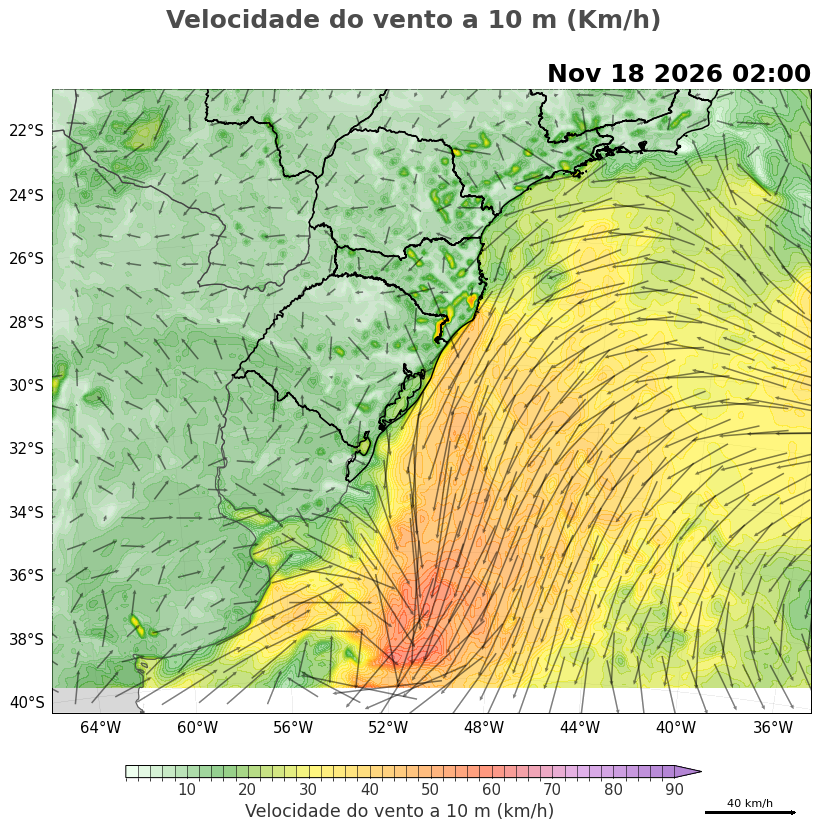 Velocidade do vento a 10 m (Km/h)
Nov 18 2026 02:00
22°S
24°S
26°S
28°S
30°S
32°S
34°S
36°S
38°S
40°S
64°W 60°W 56°W 52°W 48°W 44°W 40°W 36°W
10 20 30 40 50 60 70 80 90
Velocidade do vento a 10 m (km/h)
40 km/h